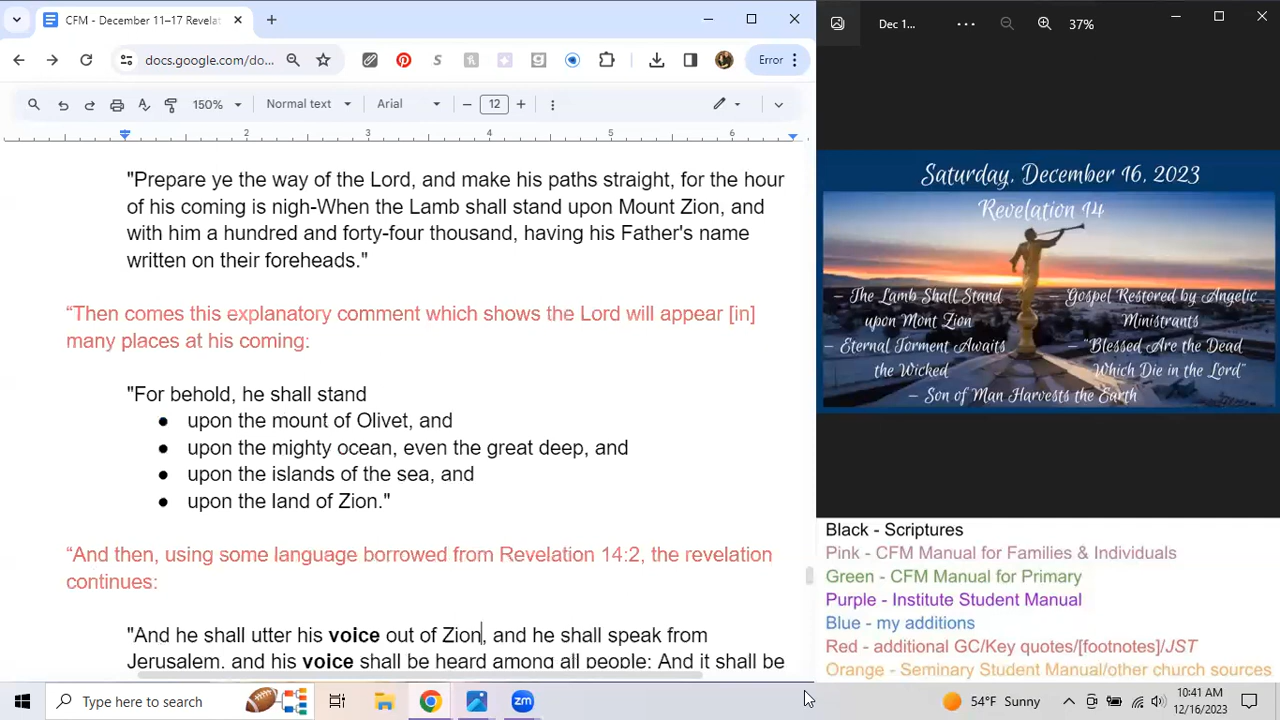 CFM - December 11–17 Revelat
docs.google.com/do...
Error
150%
Normal text
Arial
12
2
3
4
5
6
"Prepare ye the way of the Lord, and make his paths straight, for the hour
of his coming is nigh-When the Lamb shall stand upon Mount Zion, and
with him a hundred and forty-four thousand, having his Father's name
written on their foreheads."
“Then comes this explanatory comment which shows the Lord will appear [in]
many places at his coming:
"For behold, he shall stand
● upon the mount of Olivet, and
● upon the mighty ocean, even the great deep, and
● upon the islands of the sea, and
● upon the land of Zion."
“And then, using some language borrowed from Revelation 14:2, the revelation
continues:
"And he shall utter his voice out of Zion, and he shall speak from
Jerusalem, and his voice shall be heard among all people; And it shall be
Dec 1...
37%
Saturday, December 16, 2023
Revelation 14
– The Lamb Shall Stand
upon Mont Zion
– Eternal Torment Awaits
the Wicked
– Gospel Restored by Angelic
Ministrants
– "Blessed Are the Dead
Which Die in the Lord"
– Son of Man Harvests the Earth
Black - Scriptures
Pink - CFM Manual for Families & Individuals
Green - CFM Manual for Primary
Purple - Institute Student Manual
Blue - my additions
Red - additional GC/Key quotes/[footnotes]/JST
Orange - Seminary Student Manual/other church sources
Type here to search
zm
54°F Sunny
10:41 AM
12/16/2023